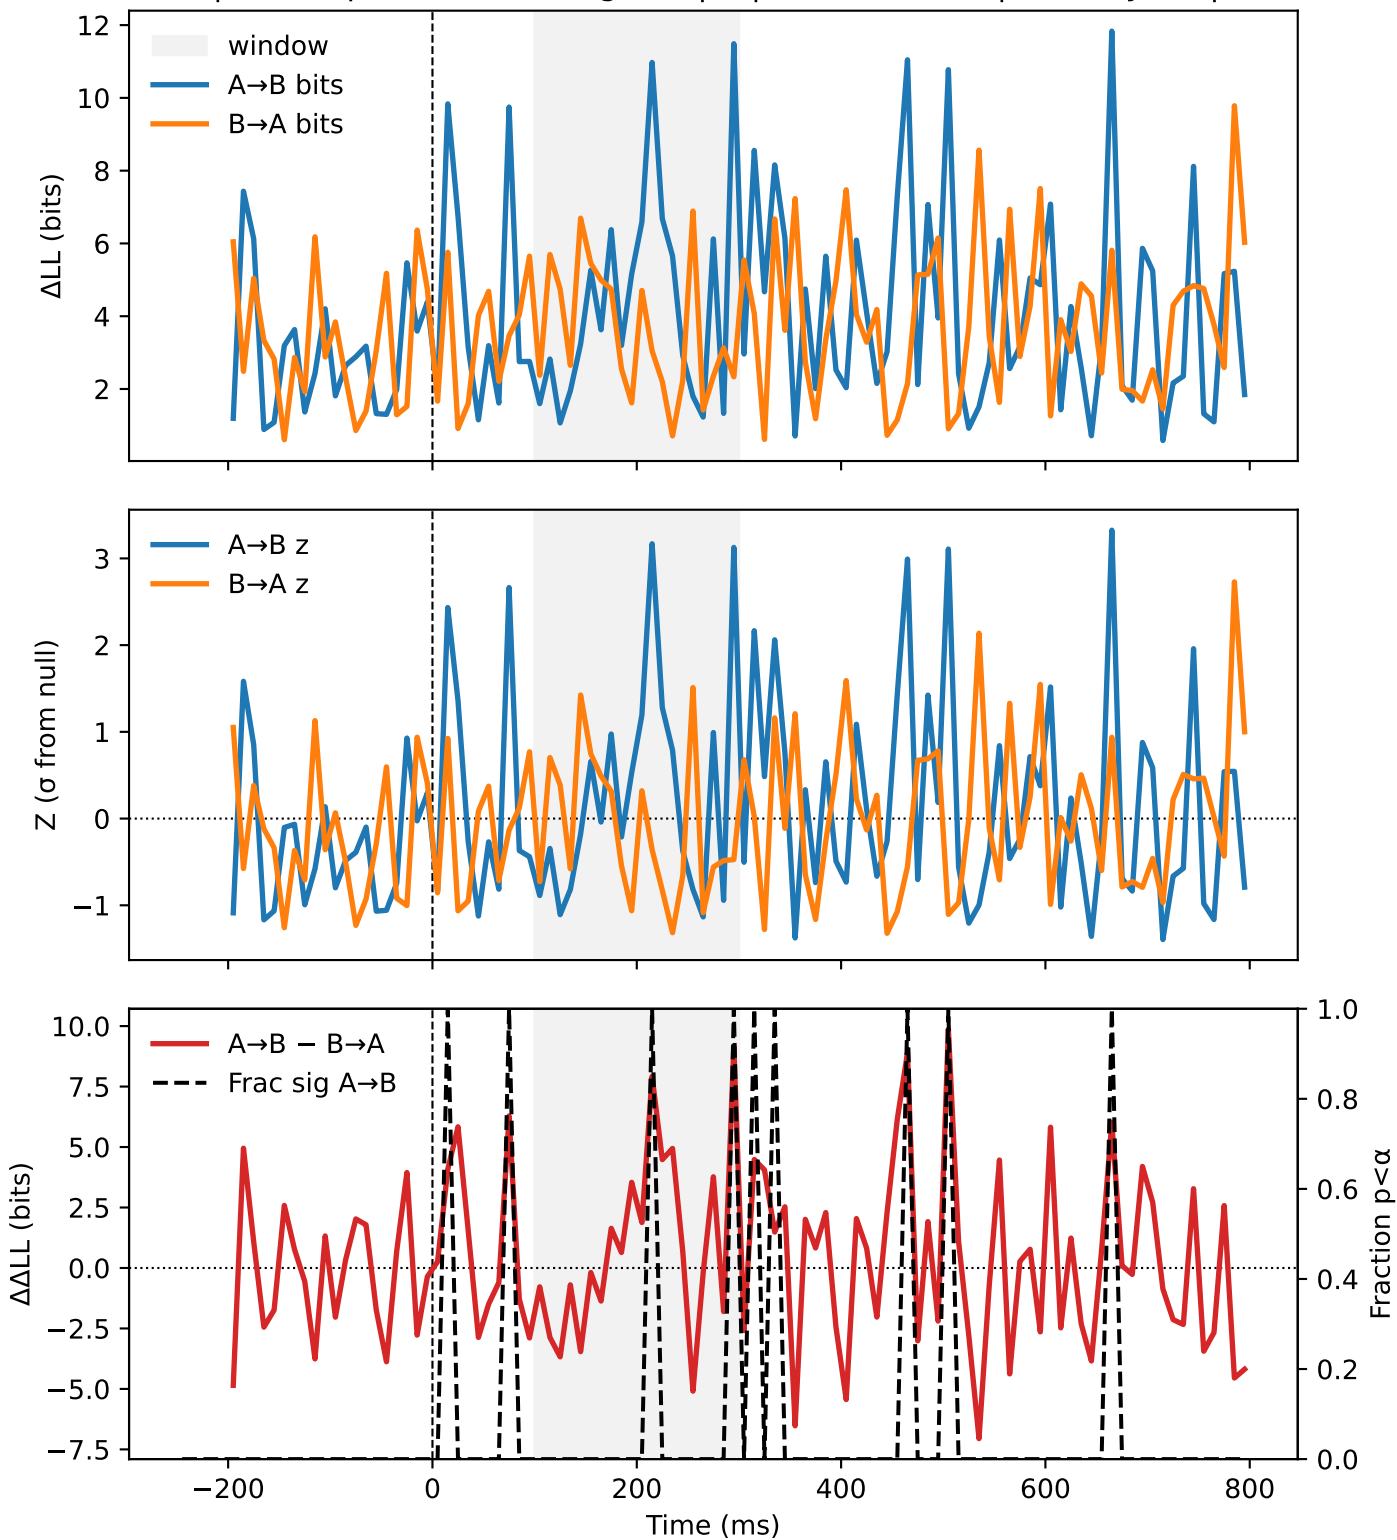 12
10
8
6
4
2
ΔLL (bits)
window
A→B bits
B→A bits
3
2
1
0
−1
Z (σ from null)
A→B z
B→A z
10.0
7.5
5.0
2.5
0.0
−2.5
−5.0
−7.5
ΔΔLL (bits)
A→B − B→A
Frac sig A→B
1.0
0.8
0.6
0.4
0.2
0.0
Fraction p<α
−200 0 200 400 600 800
Time (ms)